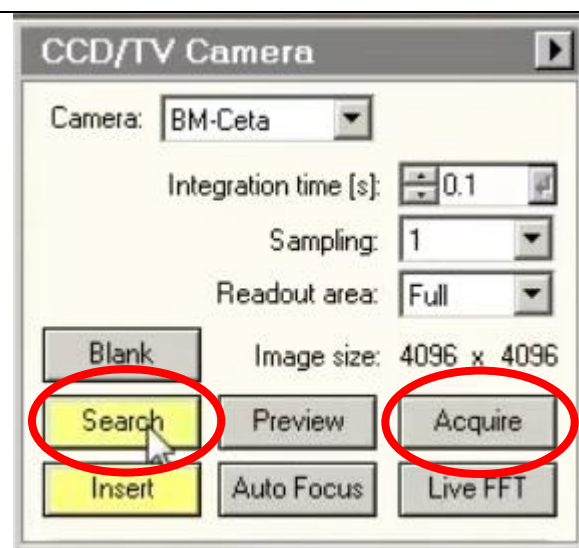 CCD/TV Camera
Camera: BM-Ceta
Integration time [s]: 0.1
Sampling: 1
Readout area: Full
Blank Image size: 4096 x 4096
Search Preview Acquire
Insert Auto Focus Live FFT